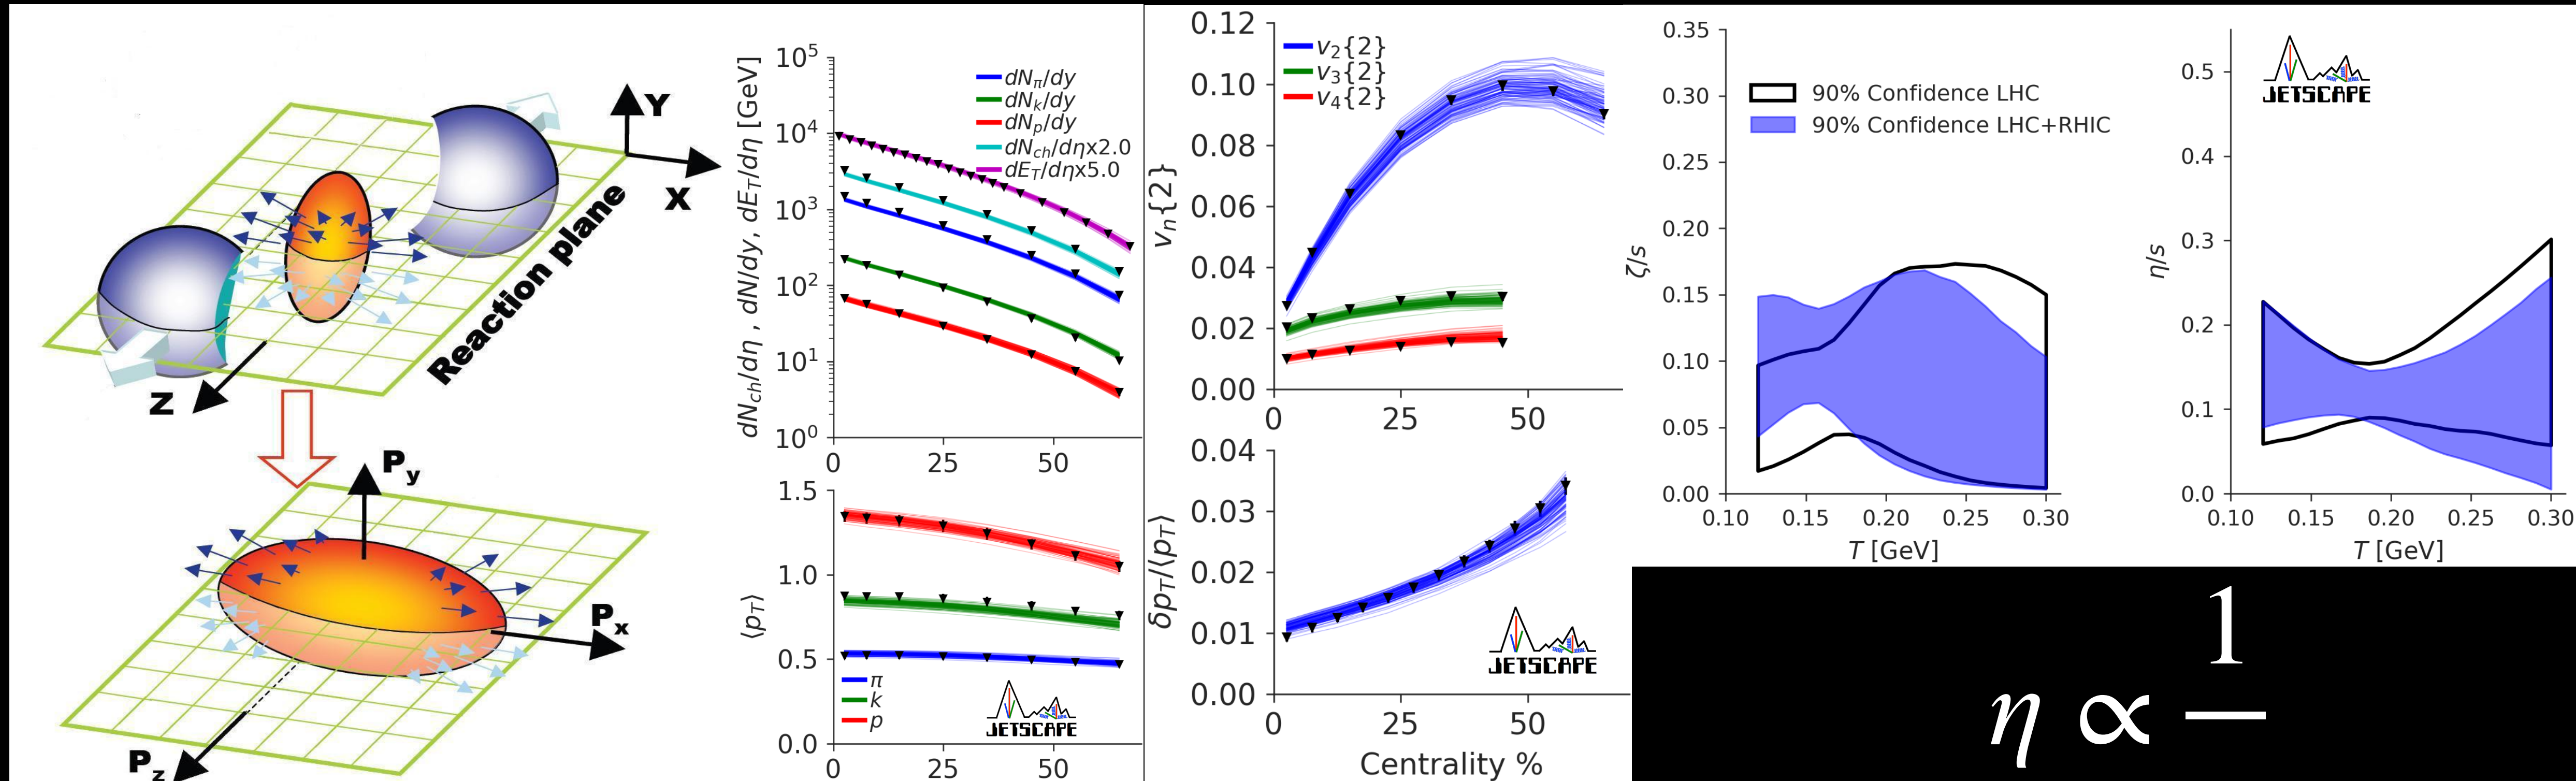 Y
X
Reaction plane
Z
P_y
P_x
P_z
dN_ch/dη , dN/dy, dE_T/dη [GeV]
10^5
10^4
10^3
10^2
10^1
10^0
dN_π/dy
dN_k/dy
dN_p/dy
dN_ch/dηx2.0
dE_T/dηx5.0
0 25 50
⟨p_T⟩
1.5
1.0
0.5
0.0
π
k
p
JETSCAPE
0 25 50
v_n{2}
0.12
0.10
0.08
0.06
0.04
0.02
0.00
v_2{2}
v_3{2}
v_4{2}
0 25 50
δp_T/⟨p_T⟩
0.04
0.03
0.02
0.01
0.00
JETSCAPE
0 25 50
Centrality %
ζ/s
0.35
0.30
0.25
0.20
0.15
0.10
0.05
0.00
90% Confidence LHC
90% Confidence LHC+RHIC
0.10 0.15 0.20 0.25 0.30
T [GeV]
η/s
0.5
0.4
0.3
0.2
0.1
0.0
JETSCAPE
0.10 0.15 0.20 0.25 0.30
T [GeV]
1
η ∝ —